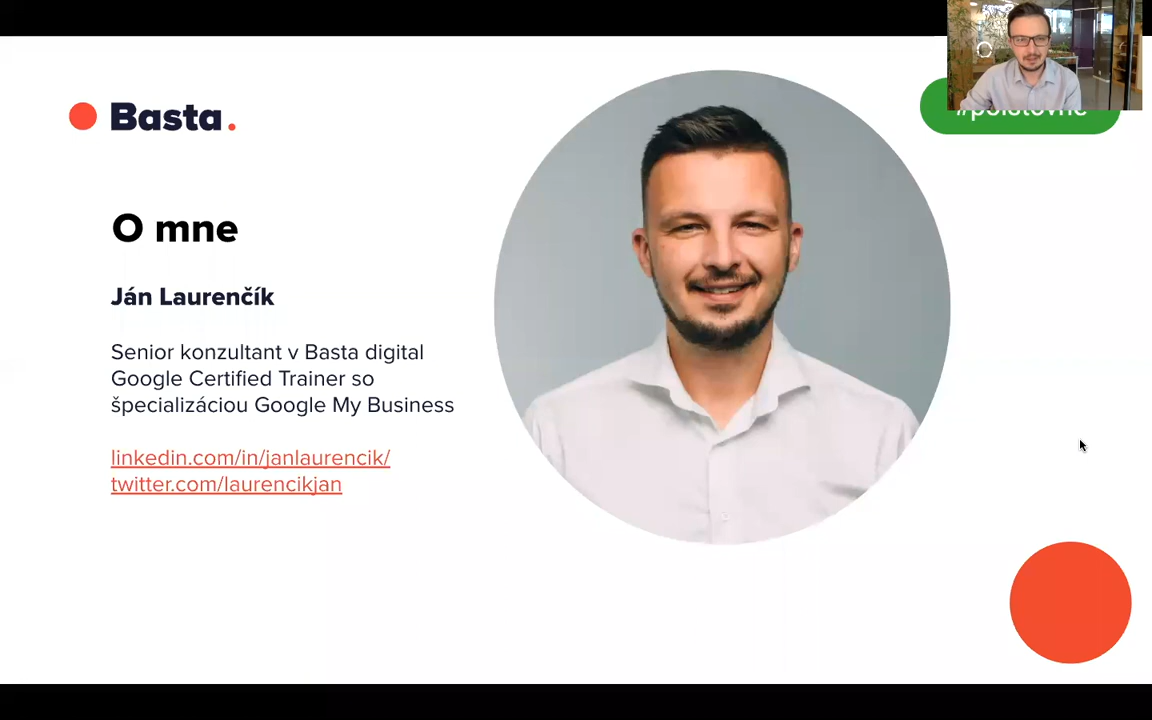 Basta.
O mne
Ján Laurenčík
Senior konzultant v Basta digital
Google Certified Trainer so
špecializáciou Google My Business
linkedin.com/in/janlaurencik/
twitter.com/laurencikjan